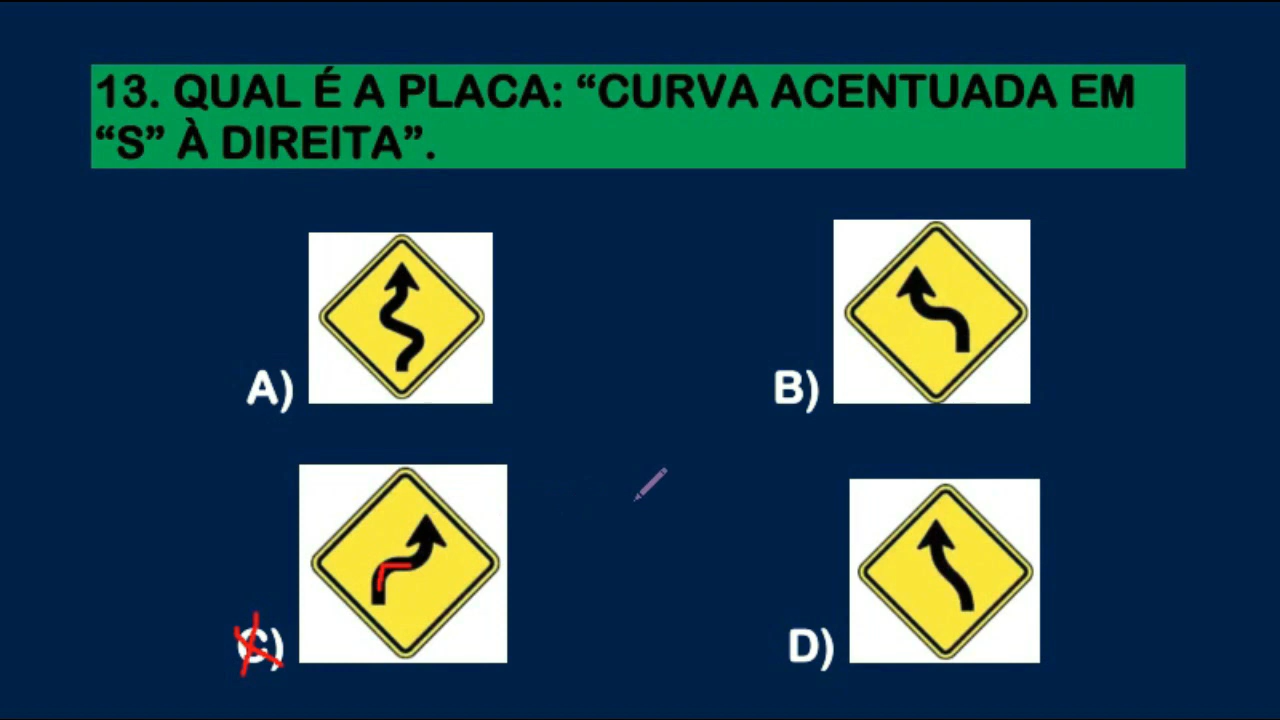 13. QUAL É A PLACA: “CURVA ACENTUADA EM
“S” À DIREITA”.
A)
B)
C)
D)